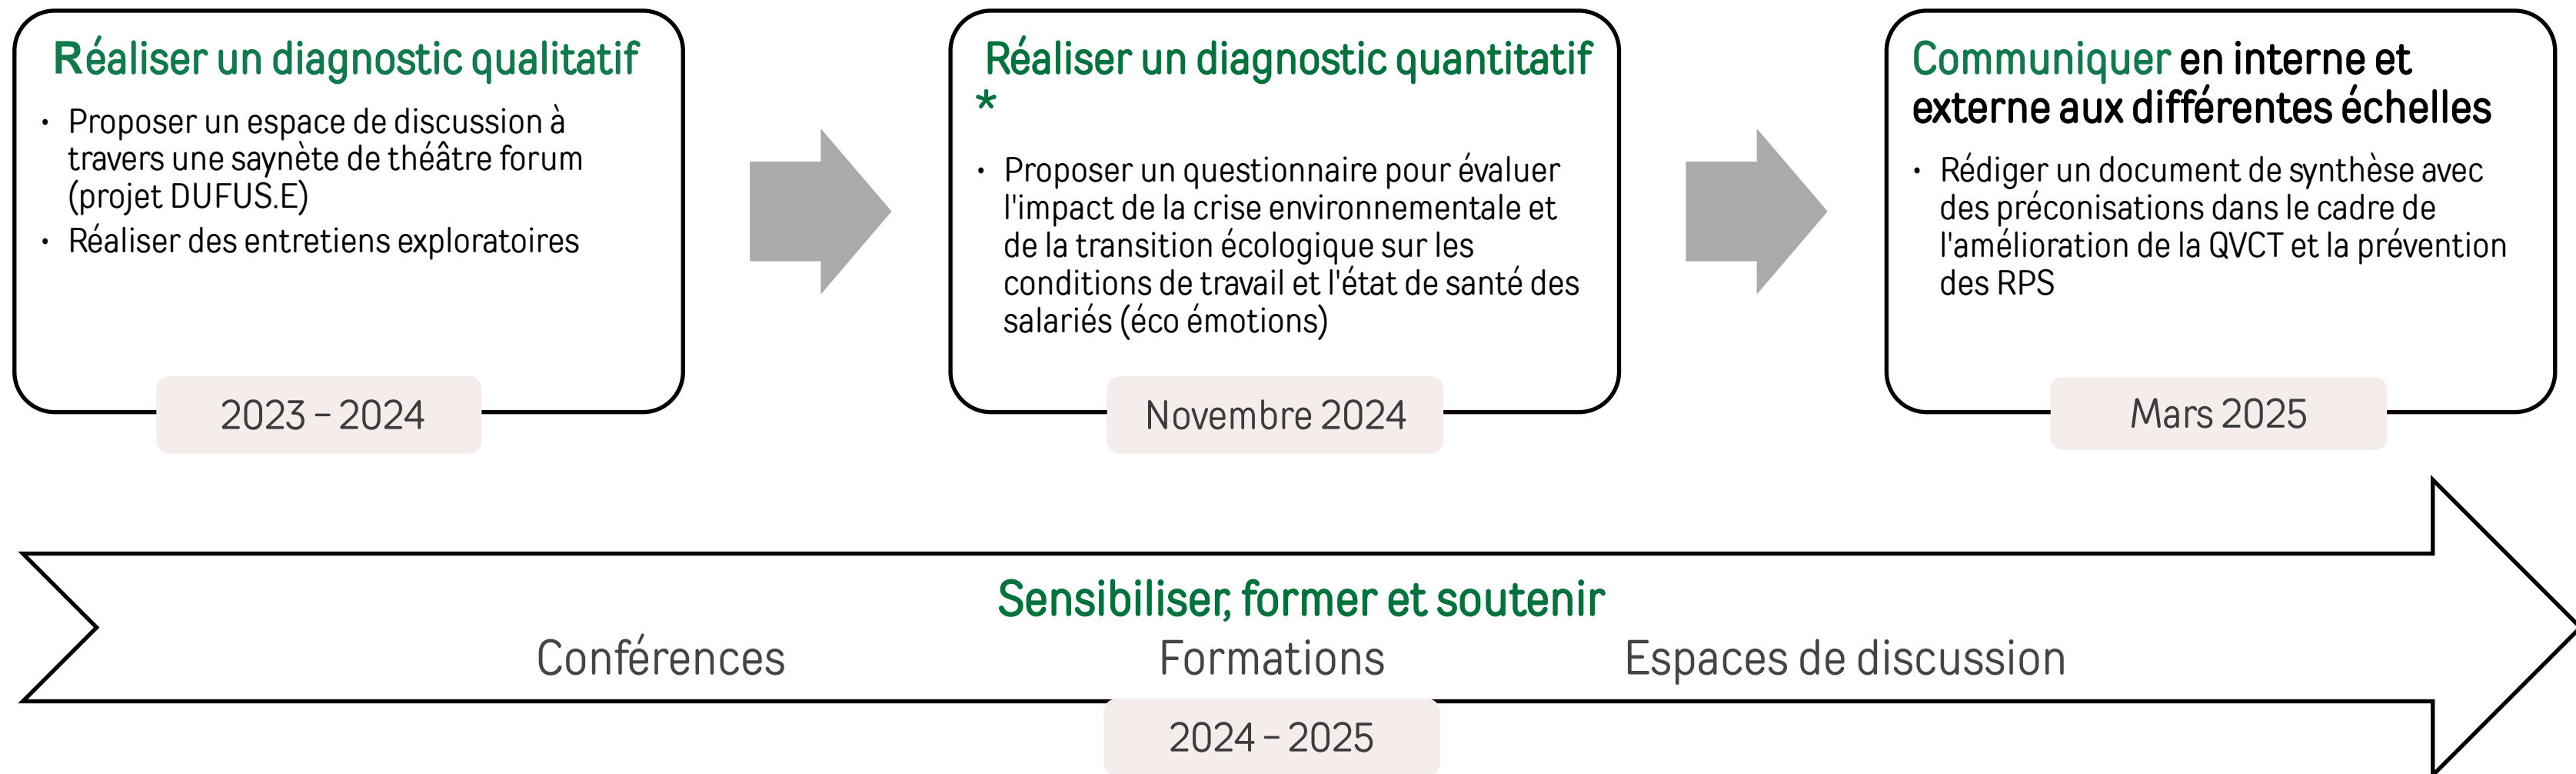 Réaliser un diagnostic qualitatif
• Proposer un espace de discussion à
travers une saynète de théâtre forum
(projet DUFUS.E)
• Réaliser des entretiens exploratoires
2023 – 2024
Réaliser un diagnostic quantitatif
*
• Proposer un questionnaire pour évaluer
l'impact de la crise environnementale et
de la transition écologique sur les
conditions de travail et l'état de santé des
salariés (éco émotions)
Novembre 2024
Communiquer en interne et
externe aux différentes échelles
• Rédiger un document de synthèse avec
des préconisations dans le cadre de
l'amélioration de la QVCT et la prévention
des RPS
Mars 2025
Sensibiliser, former et soutenir
Conférences Formations Espaces de discussion
2024 – 2025